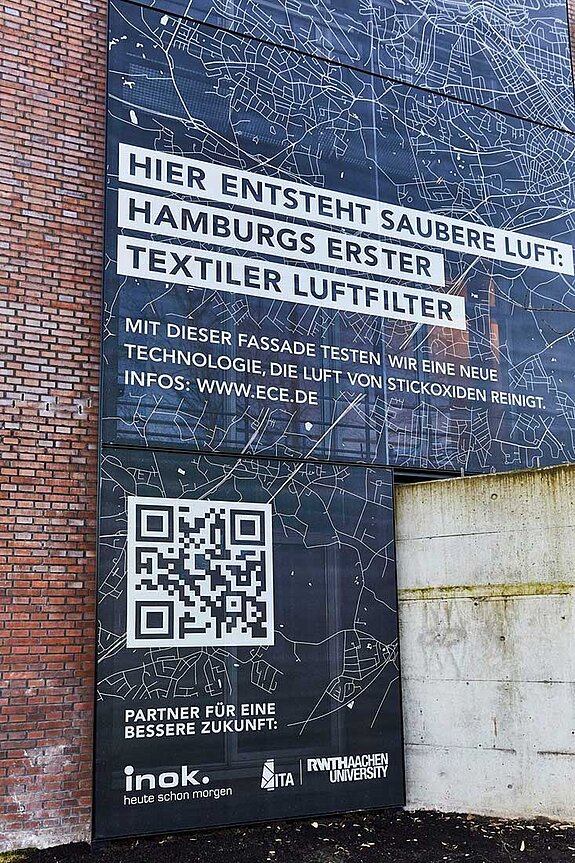 HIER ENTSTEHT SAUBERE LUFT:
HAMBURGS ERSTER
TEXTILER LUFTFILTER
MIT DIESER FASSADE TESTEN WIR EINE NEUE
TECHNOLOGIE, DIE LUFT VON STICKOXIDEN REINIGT.
INFOS: WWW.ECE.DE
PARTNER FÜR EINE
BESSERE ZUKUNFT:
inok.
heute schon morgen
ITA
RWTHAACHEN
UNIVERSITY